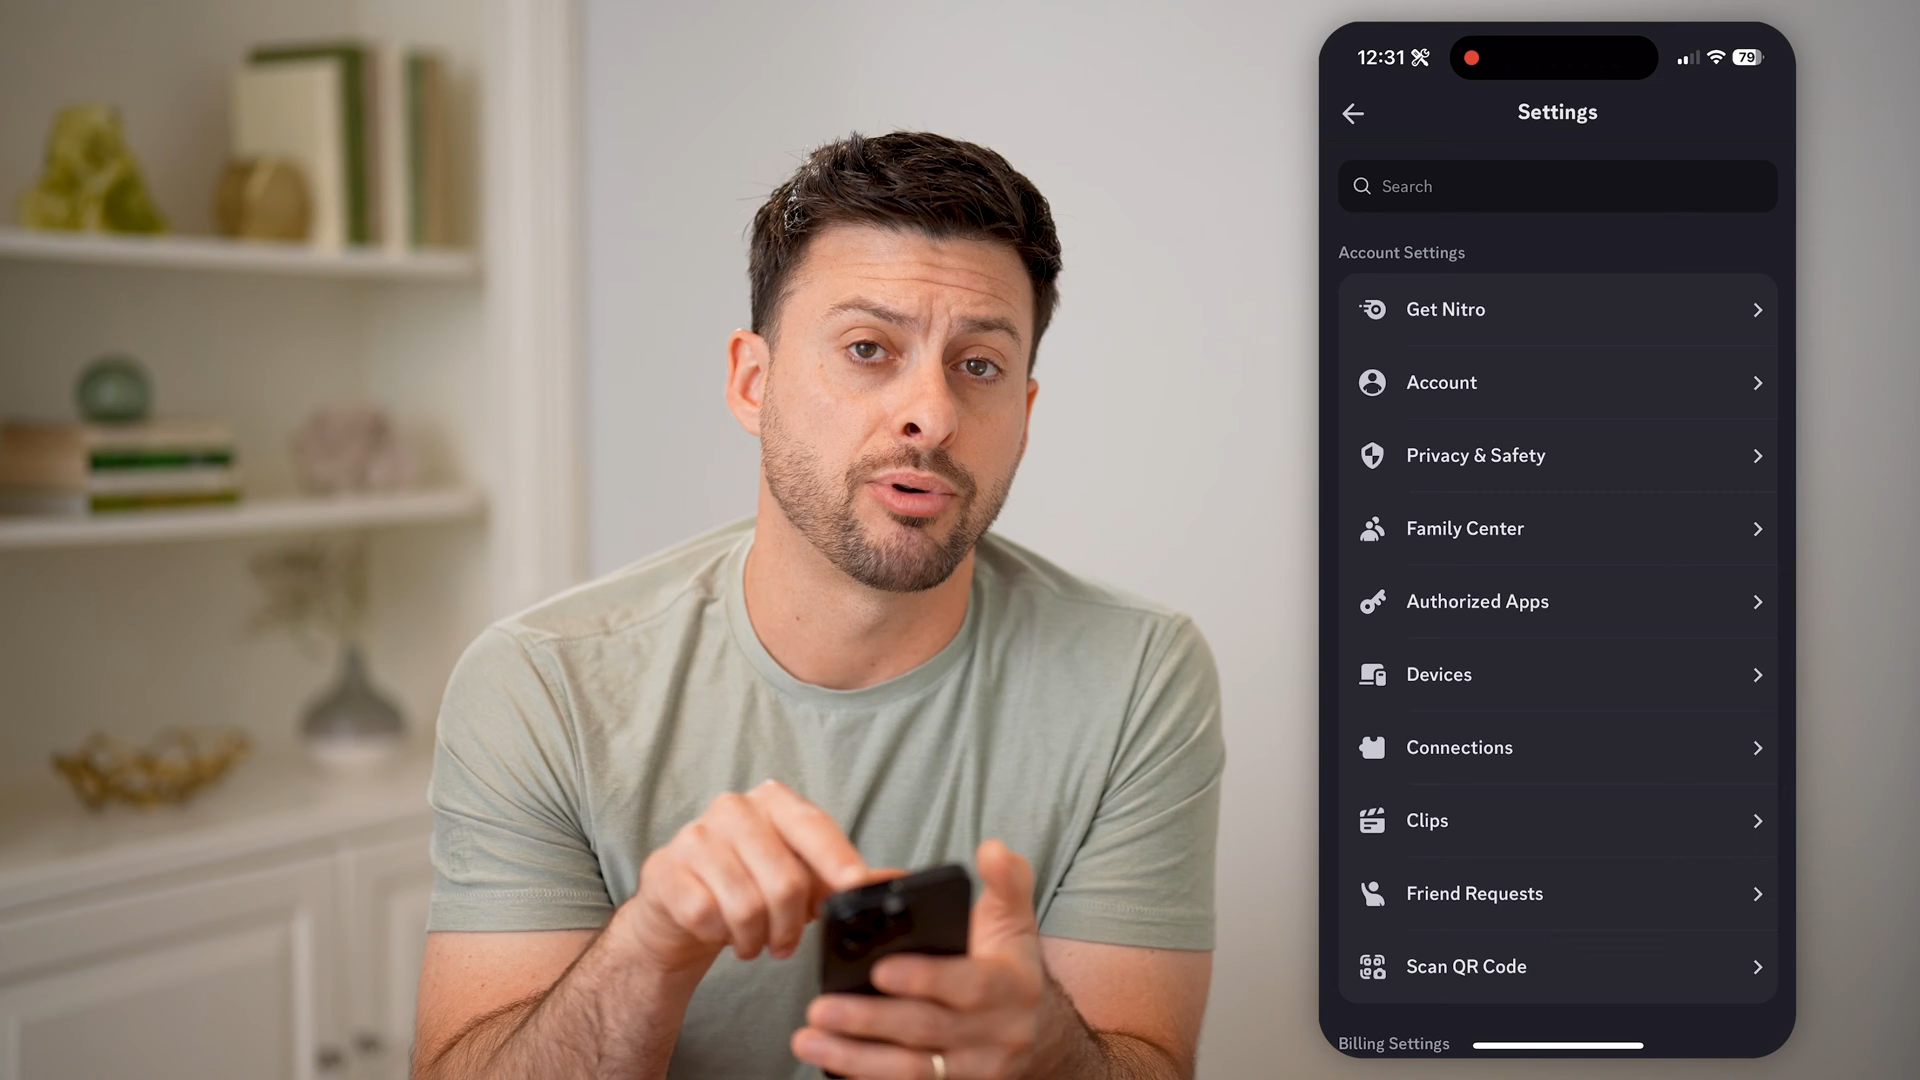 12:31
79
Settings
Search
Account Settings
Get Nitro
Account
Privacy & Safety
Family Center
Authorized Apps
Devices
Connections
Clips
Friend Requests
Scan QR Code
Billing Settings